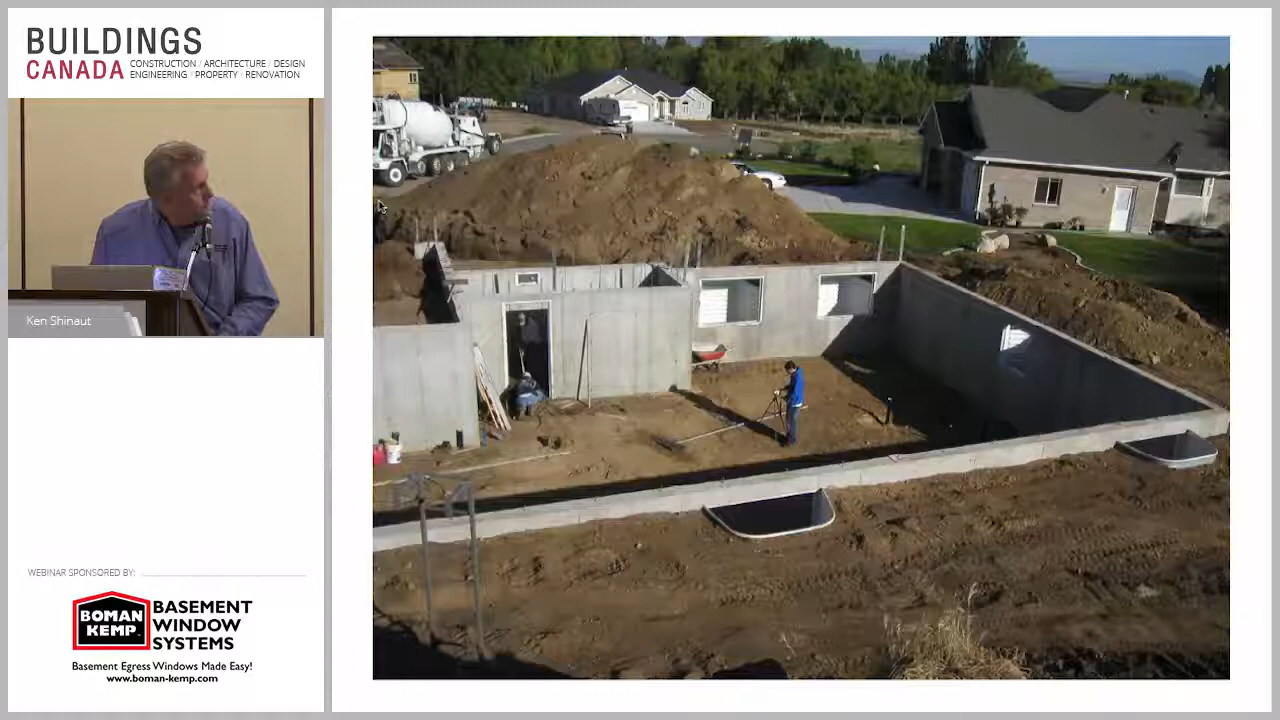 BUILDINGS
CANADA
CONSTRUCTION / ARCHITECTURE / DESIGN
ENGINEERING / PROPERTY / RENOVATION
Ken Shinaut
WEBINAR SPONSORED BY:
BOMAN
KEMP
BASEMENT
WINDOW
SYSTEMS
Basement Egress Windows Made Easy!
www.boman-kemp.com